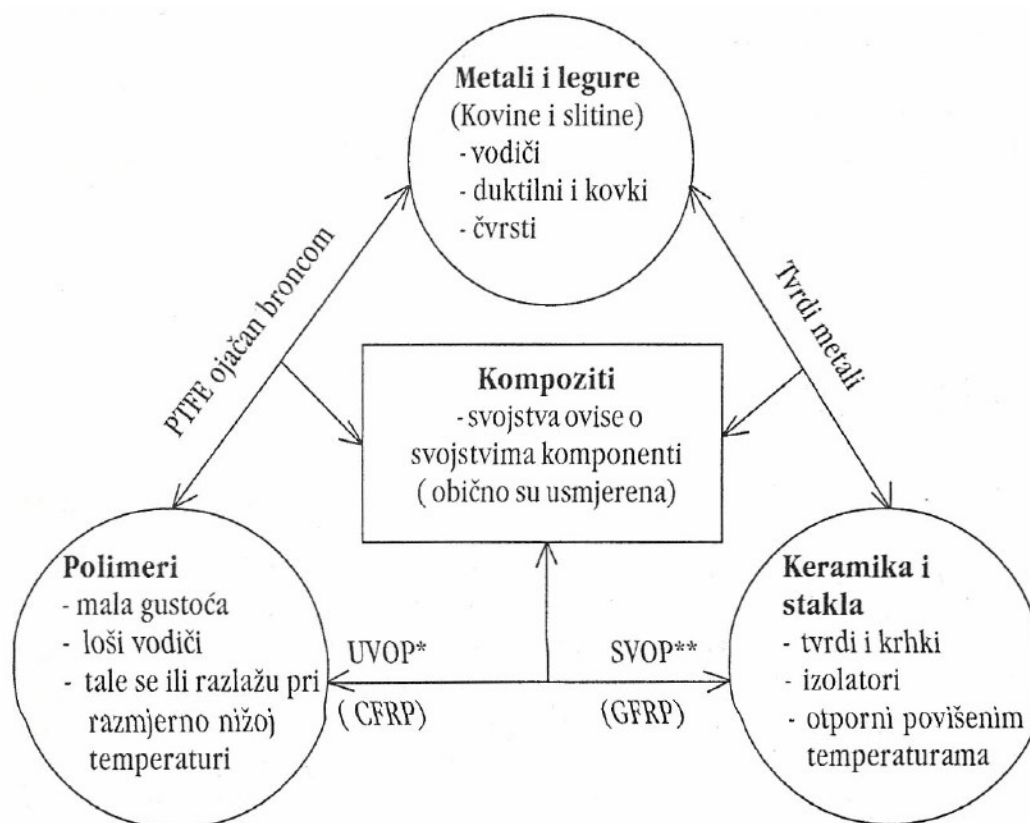 Metali i legure
(Kovine i slitine)
- vodiči
- duktilni i kovki
- čvrsti
PTFE ojačan broncom
Tvrdi metali
Kompoziti
- svojstva ovise o
svojstvima komponenti
( obično su usmjerena)
Polimeri
- mala gustoća
- loši vodiči
- tale se ili razlažu pri
razmjerno nižoj
temperaturi
UVOP*
( CFRP)
SVOP**
(GFRP)
Keramika i
stakla
- tvrdi i krhki
- izolatori
- otporni povišenim
temperaturama